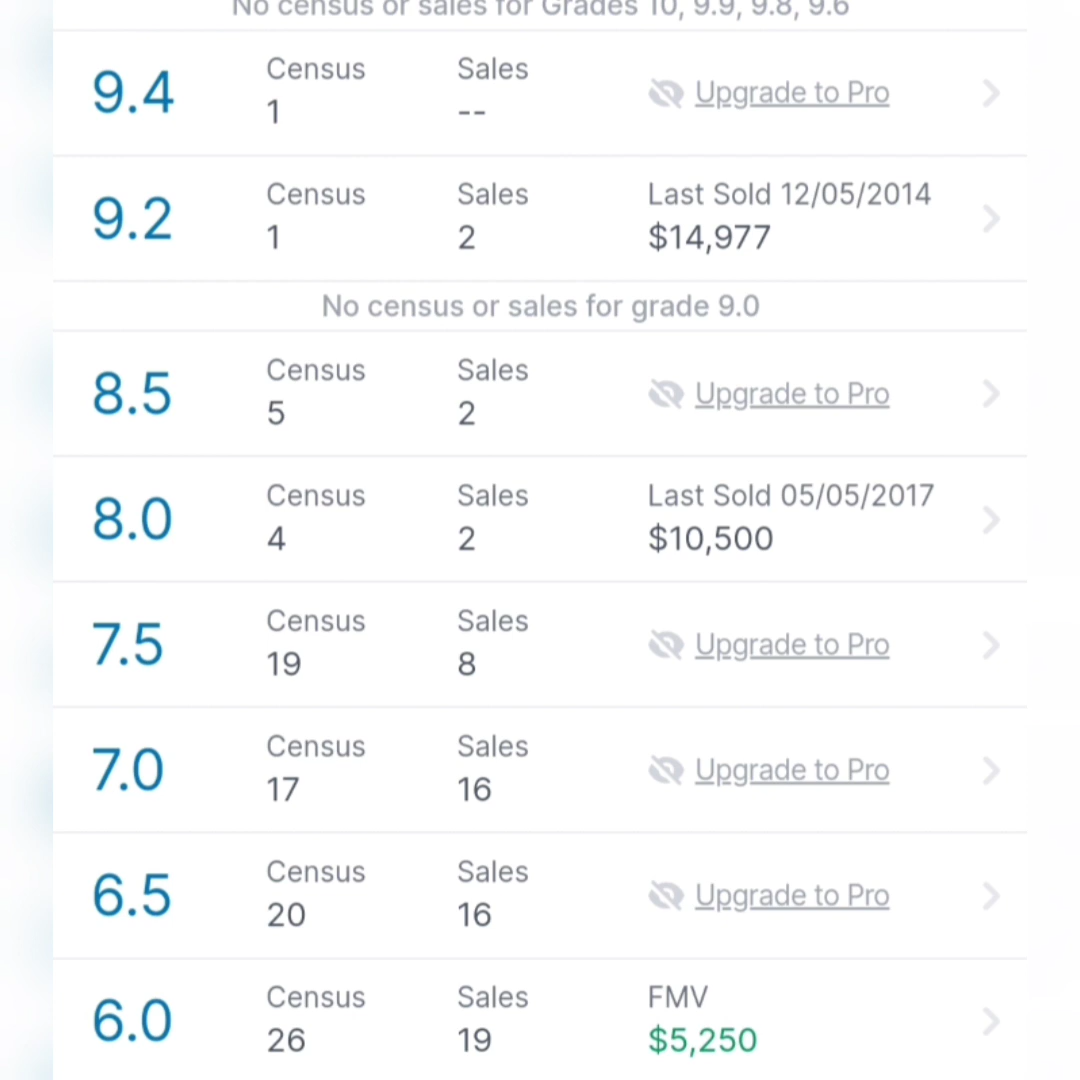 No census or sales for Grades 10, 9.9, 9.8, 9.6
9.4
Census
1
Sales
--
Upgrade to Pro
9.2
Census
1
Sales
2
Last Sold 12/05/2014
$14,977
No census or sales for grade 9.0
8.5
Census
5
Sales
2
Upgrade to Pro
8.0
Census
4
Sales
2
Last Sold 05/05/2017
$10,500
7.5
Census
19
Sales
8
Upgrade to Pro
7.0
Census
17
Sales
16
Upgrade to Pro
6.5
Census
20
Sales
16
Upgrade to Pro
6.0
Census
26
Sales
19
FMV
$5,250